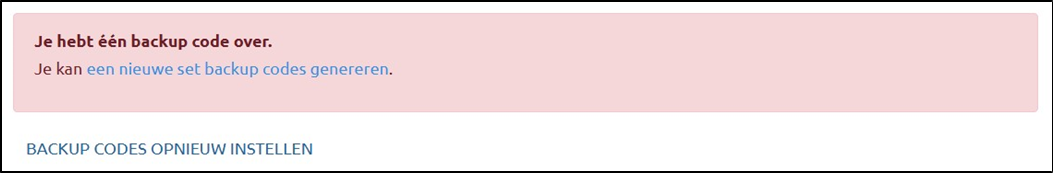 Je hebt één backup code over.
Je kan een nieuwe set backup codes genereren.
BACKUP CODES OPNIEUW INSTELLEN